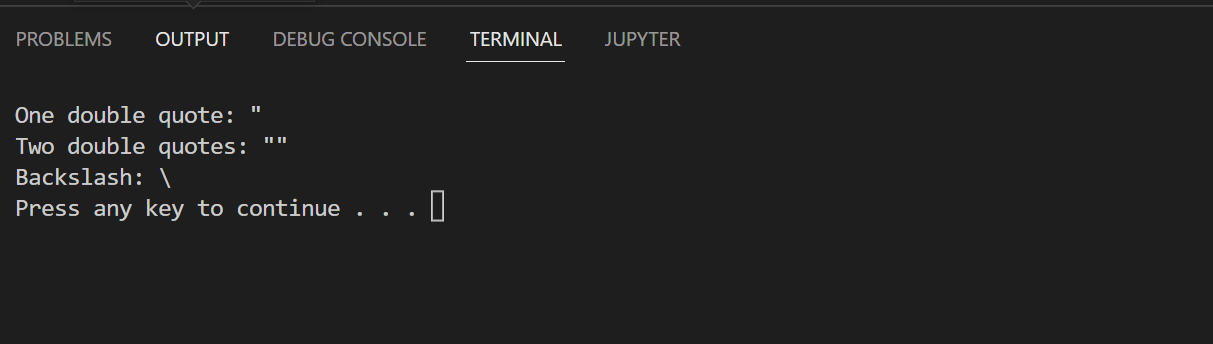 PROBLEMS OUTPUT DEBUG CONSOLE TERMINAL JUPYTER
One double quote: "
Two double quotes: ""
Backslash: \
Press any key to continue . . .